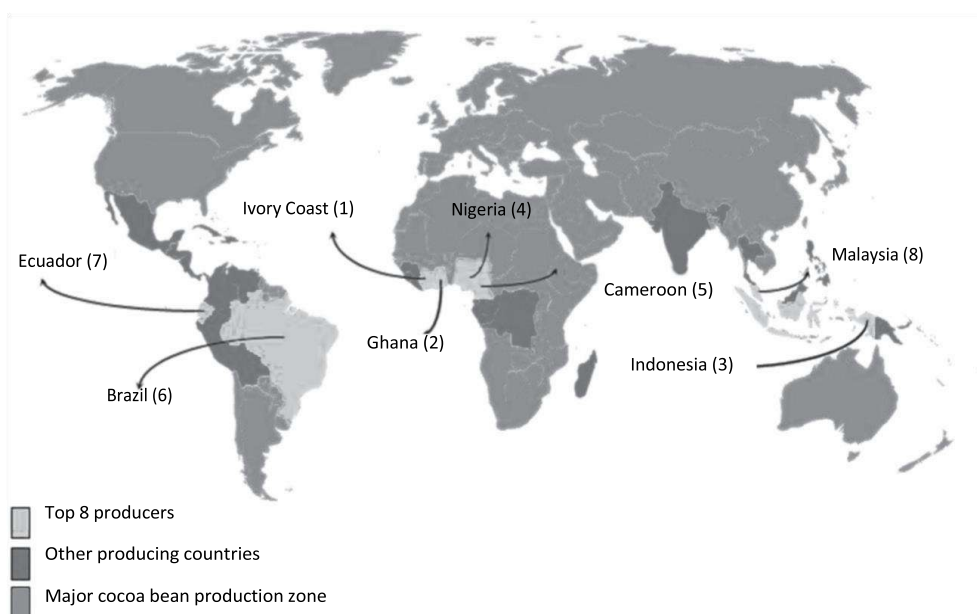 Ivory Coast (1)
Nigeria (4)
Ecuador (7)
Malaysia (8)
Cameroon (5)
Ghana (2)
Indonesia (3)
Brazil (6)
Top 8 producers
Other producing countries
Major cocoa bean production zone